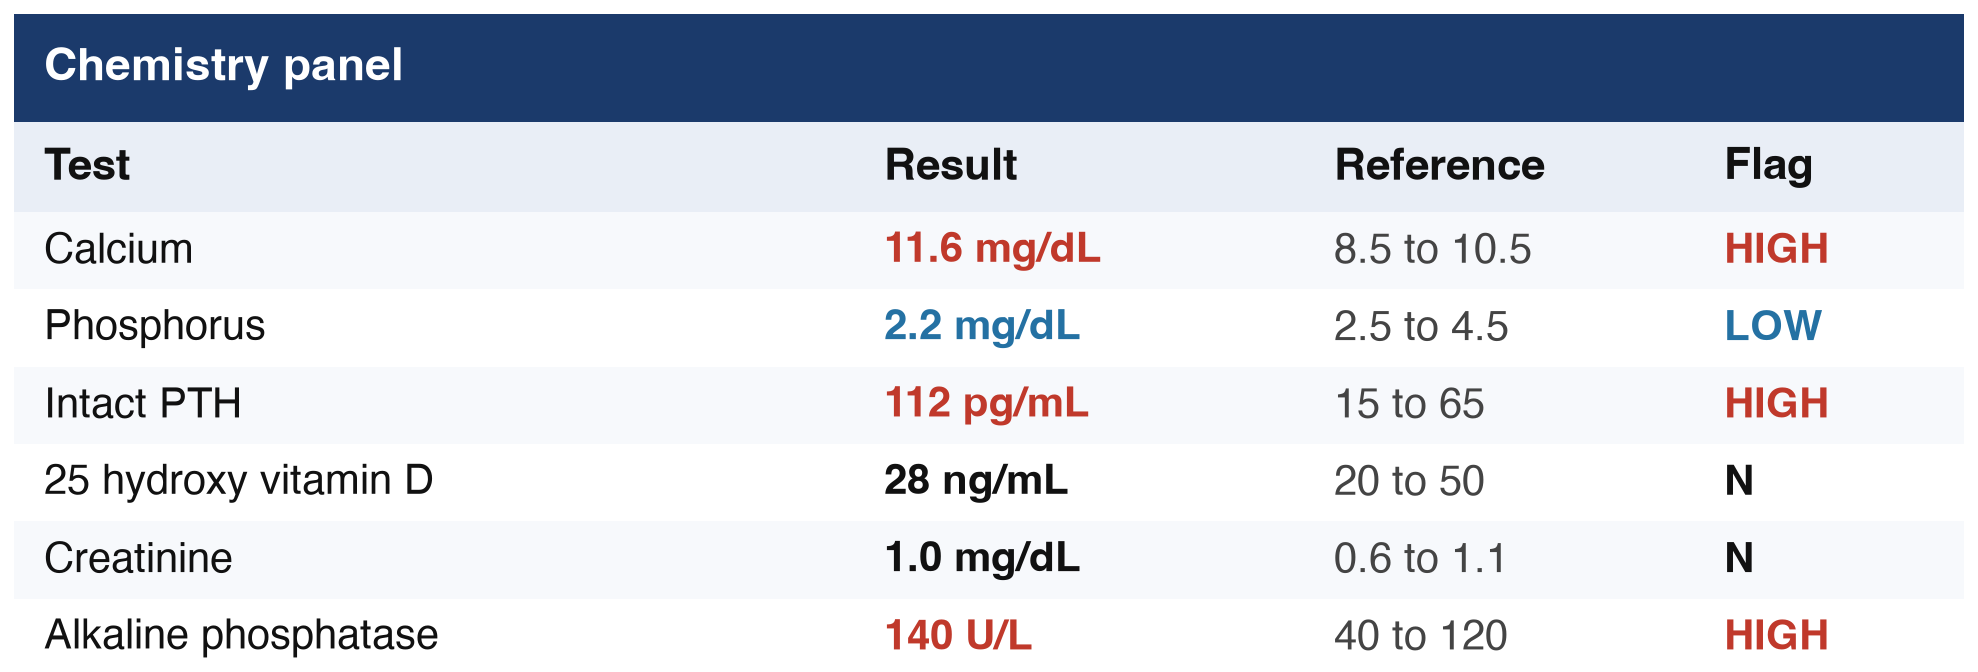 Chemistry panel
Test Result Reference Flag
Calcium 11.6 mg/dL 8.5 to 10.5 HIGH
Phosphorus 2.2 mg/dL 2.5 to 4.5 LOW
Intact PTH 112 pg/mL 15 to 65 HIGH
25 hydroxy vitamin D 28 ng/mL 20 to 50 N
Creatinine 1.0 mg/dL 0.6 to 1.1 N
Alkaline phosphatase 140 U/L 40 to 120 HIGH